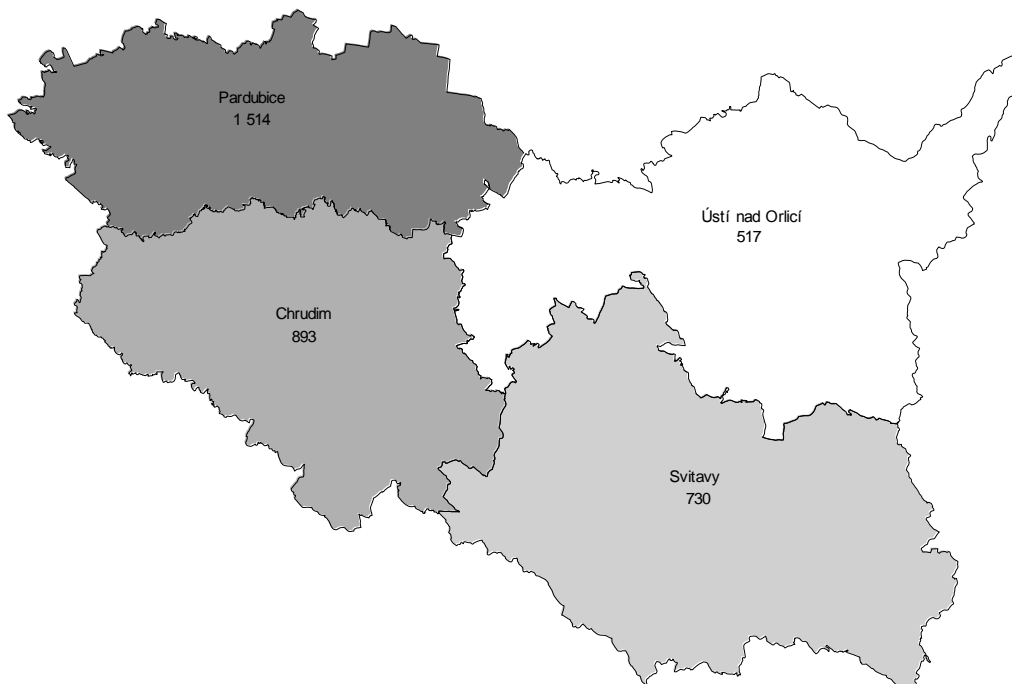 Pardubice
1 514
Ústí nad Orlicí
517
Chrudim
893
Svitavy
730